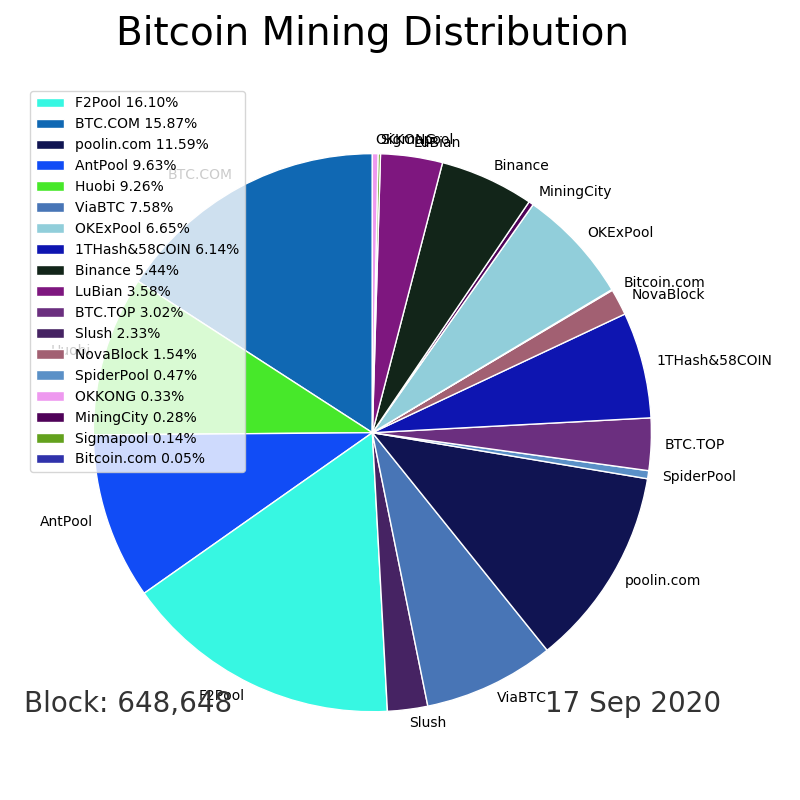 Bitcoin Mining Distribution
F2Pool 16.10%
BTC.COM 15.87%
poolin.com 11.59%
AntPool 9.63%
Huobi 9.26%
ViaBTC 7.58%
OKExPool 6.65%
1THash&58COIN 6.14%
Binance 5.44%
LuBian 3.58%
BTC.TOP 3.02%
Slush 2.33%
NovaBlock 1.54%
SpiderPool 0.47%
OKKONG 0.33%
MiningCity 0.28%
Sigmapool 0.14%
Bitcoin.com 0.05%
OKKONG
Sigmapool
LuBian
Binance
BTC.COM
MiningCity
OKExPool
Bitcoin.com
NovaBlock
Huobi
1THash&58COIN
BTC.TOP
SpiderPool
AntPool
poolin.com
F2Pool
ViaBTC
Slush
Block: 648,648
17 Sep 2020